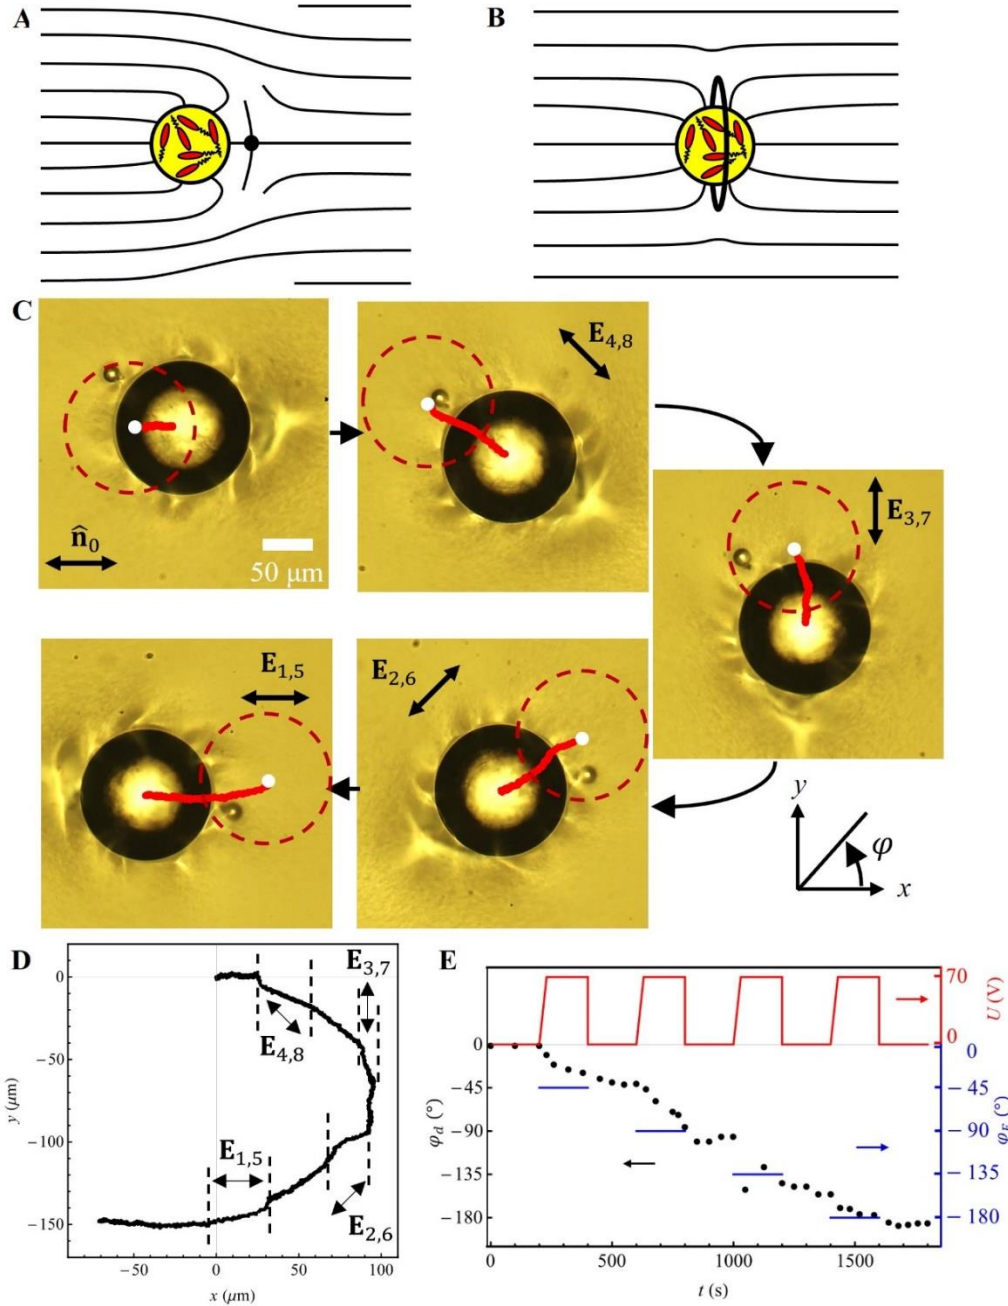 A
B
C
E₄,₈
n̂₀
50 μm
E₃,₇
E₁,₅
E₂,₆
y
φ
x
D
E
E₃,₇
E₄,₈
E₁,₅
E₂,₆
0
−50
−100
−150
y (μm)
−50 0 50 100
x (μm)
70
0
U (V)
0
−45
−90
−135
−180
φ_d (°)
0
−45
−90
−135
−180
φ_E (°)
0 500 1000 1500
t (s)